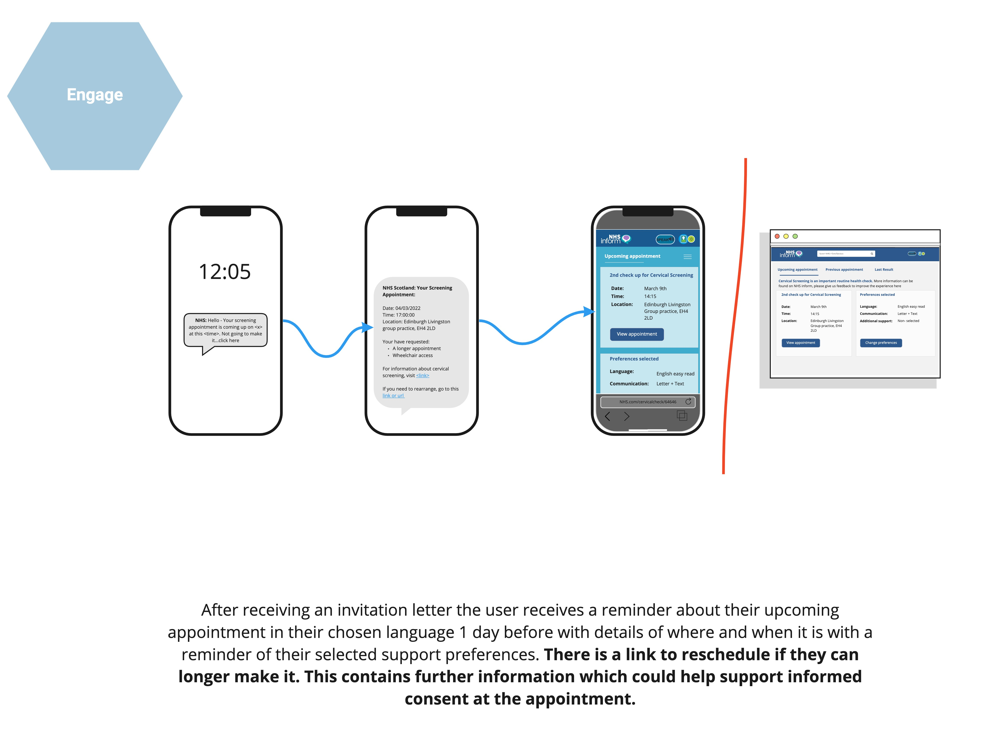 Engage
12:05
NHS: Hello - Your screening
appointment is coming up on <x>
at this <time>. Not going to make
it...click here
NHS Scotland: Your Screening
Appointment:
Date: 04/03/2022
Time: 17:00:00
Location: Edinburgh Livingston
group practice, EH4 2LD
Your have requested:
• A longer appointment
• Wheelchair access
For information about cervical
screening, visit <link>
If you need to rearrange, go to this
link or url
NHS
inform
SPEAK
0
Upcoming appointment
2nd check up for Cervical Screening
Date: March 9th
Time: 14:15
Location: Edinburgh Livingston
Group practice, EH4
2LD
View appointment
Preferences selected
Language: English easy read
Communication: Letter + Text
NHS.com/cervicalcheck/64646
NHS
inform
Upcoming appointment Previous appointment Last Result
Cervical Screening is an important routine health check. More information can be
found on NHS inform, please give us feedback to improve the experience here
2nd check up for Cervical Screening
Date: March 9th
Time: 14:15
Location: Edinburgh Livingston
Group practice, EH4
2LD
View appointment
Preferences selected
Language: English easy read
Communication: Letter + Text
Additional support: Non- selected
Change preferences
After receiving an invitation letter the user receives a reminder about their upcoming
appointment in their chosen language 1 day before with details of where and when it is with a
reminder of their selected support preferences. There is a link to reschedule if they can
longer make it. This contains further information which could help support informed
consent at the appointment.